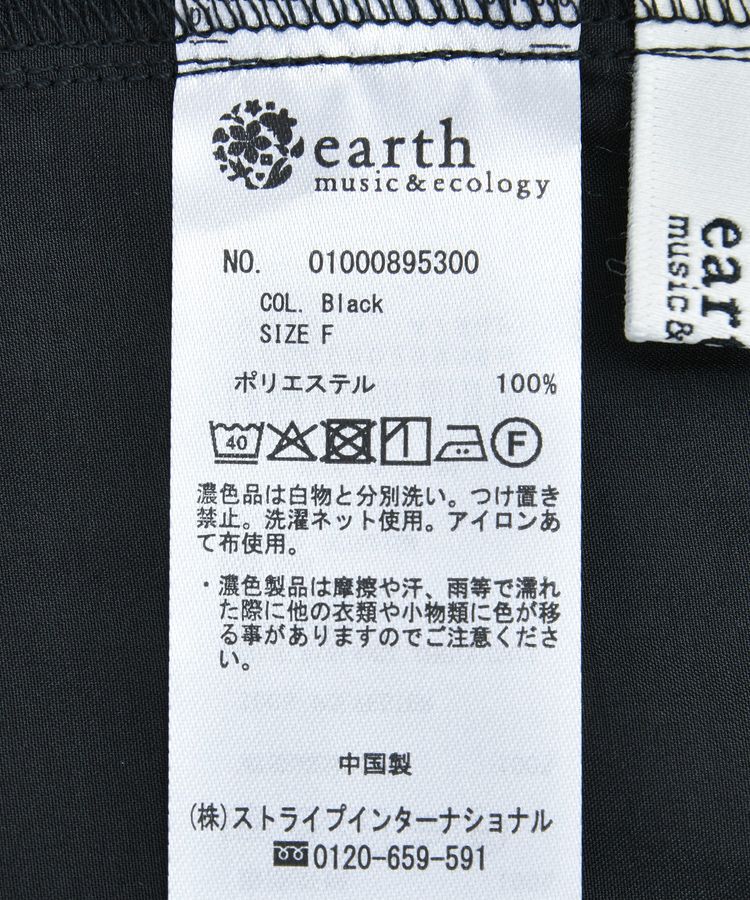 earth
music & ecology
NO. 01000895300
COL. Black
SIZE F
ポリエステル 100%
40 F
濃色品は白物と分別洗い。つけ置き
禁止。洗濯ネット使用。アイロンあ
て布使用。
・濃色製品は摩擦や汗、雨等で濡れ
た際に他の衣類や小物類に色が移
る事がありますのでご注意くださ
い。
中国製
(株)ストライプインターナショナル
0120-659-591
ear
music &